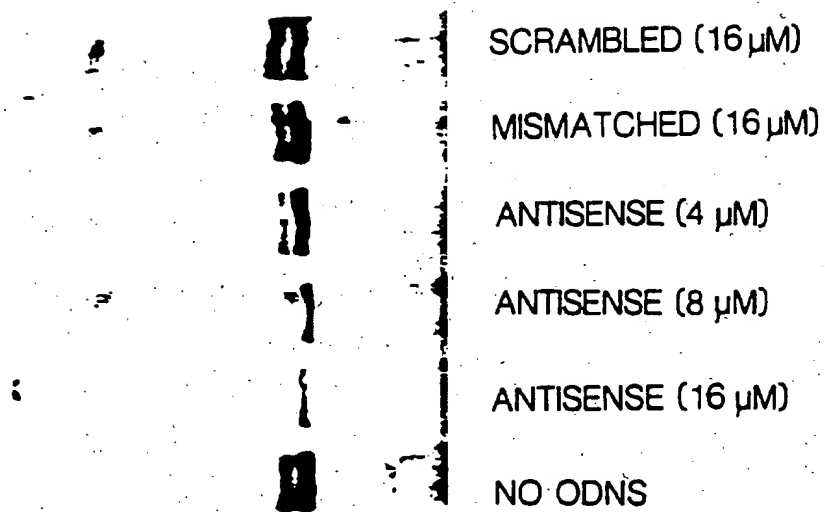 SCRAMBLED (16 µM)
MISMATCHED (16 µM)
ANTISENSE (4 µM)
ANTISENSE (8 µM)
ANTISENSE (16 µM)
NO ODNS